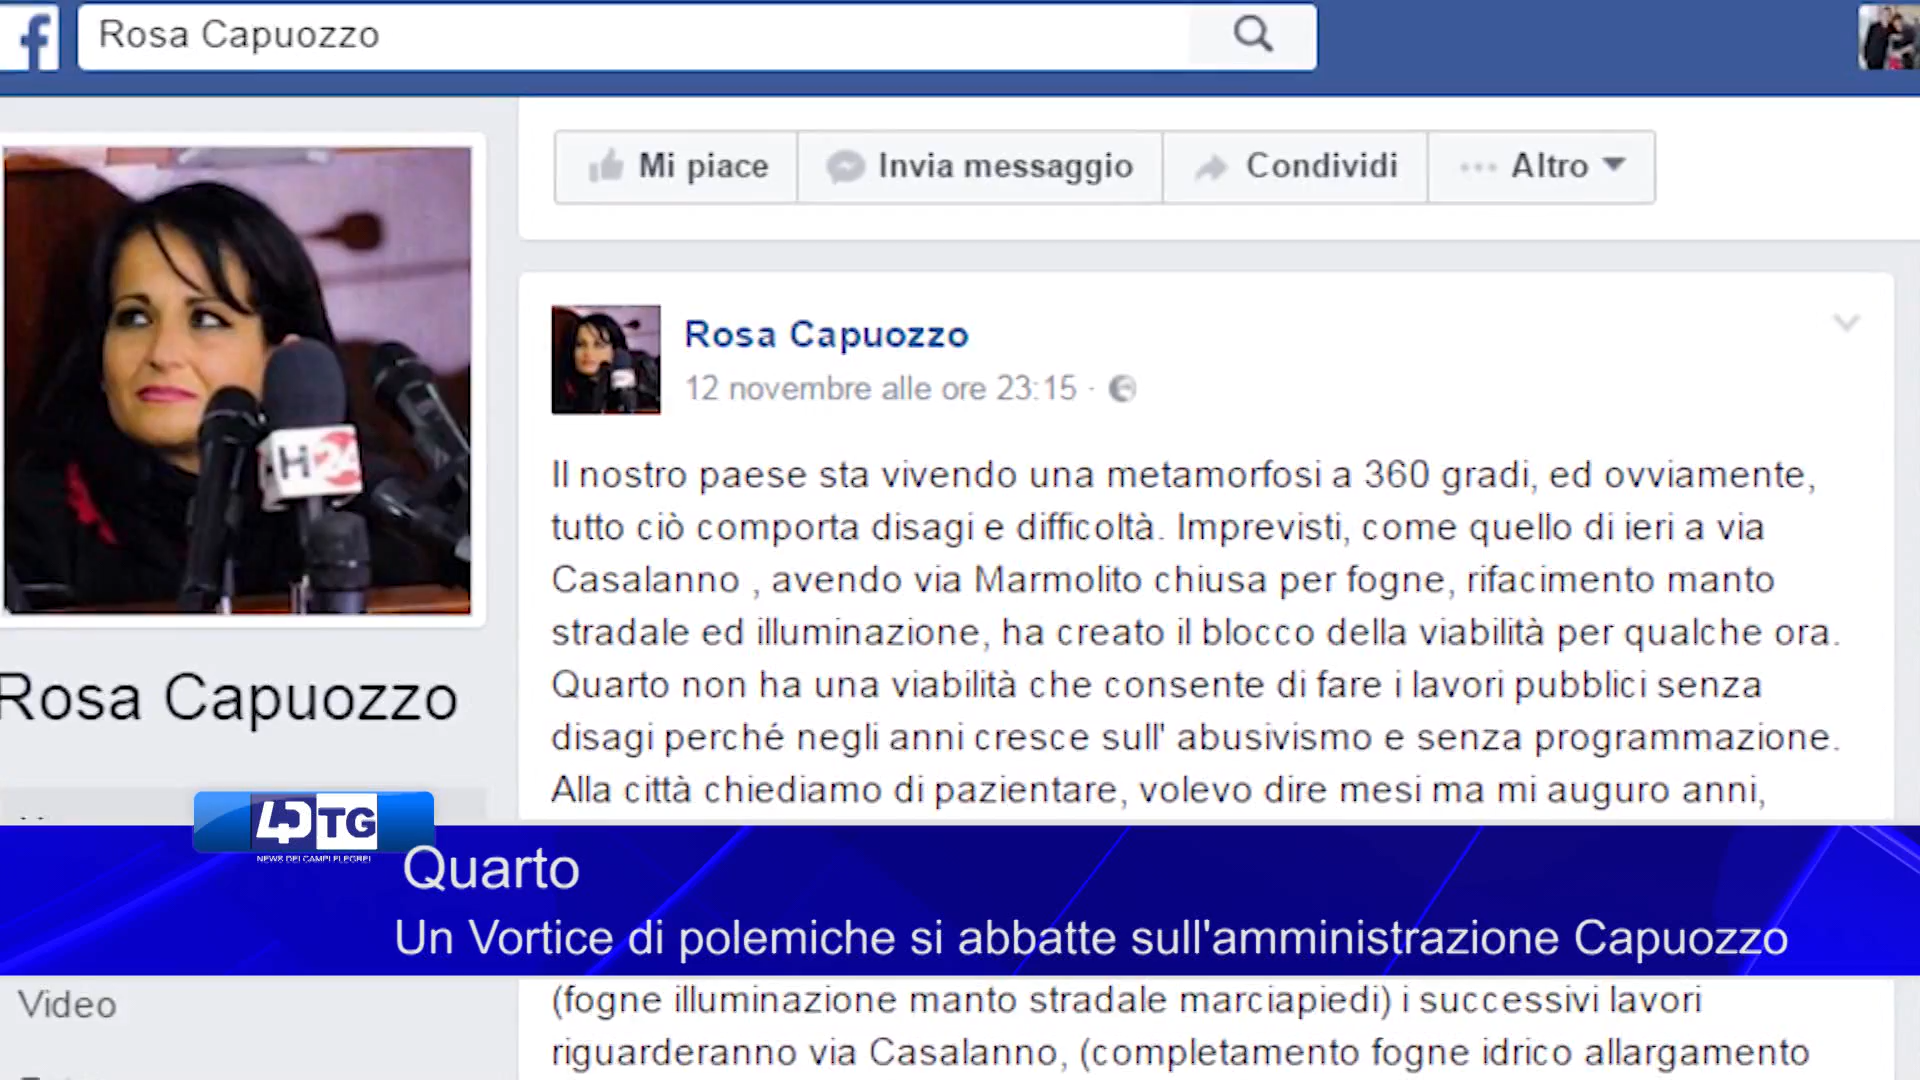 f
Rosa Capuozzo
Mi piace
Invia messaggio
Condividi
Altro
H24
Rosa Capuozzo
12 novembre alle ore 23:15 ·
Il nostro paese sta vivendo una metamorfosi a 360 gradi, ed ovviamente,
tutto ciò comporta disagi e difficoltà. Imprevisti, come quello di ieri a via
Casalanno , avendo via Marmolito chiusa per fogne, rifacimento manto
stradale ed illuminazione, ha creato il blocco della viabilità per qualche ora.
Quarto non ha una viabilità che consente di fare i lavori pubblici senza
disagi perché negli anni cresce sull' abusivismo e senza programmazione.
Alla città chiediamo di pazientare, volevo dire mesi ma mi auguro anni,
Rosa Capuozzo
TG
NEWS DEI CAMPI FLEGREI
Quarto
Un Vortice di polemiche si abbatte sull'amministrazione Capuozzo
Video
(fogne illuminazione manto stradale marciapiedi) i successivi lavori
riguarderanno via Casalanno, (completamento fogne idrico allargamento